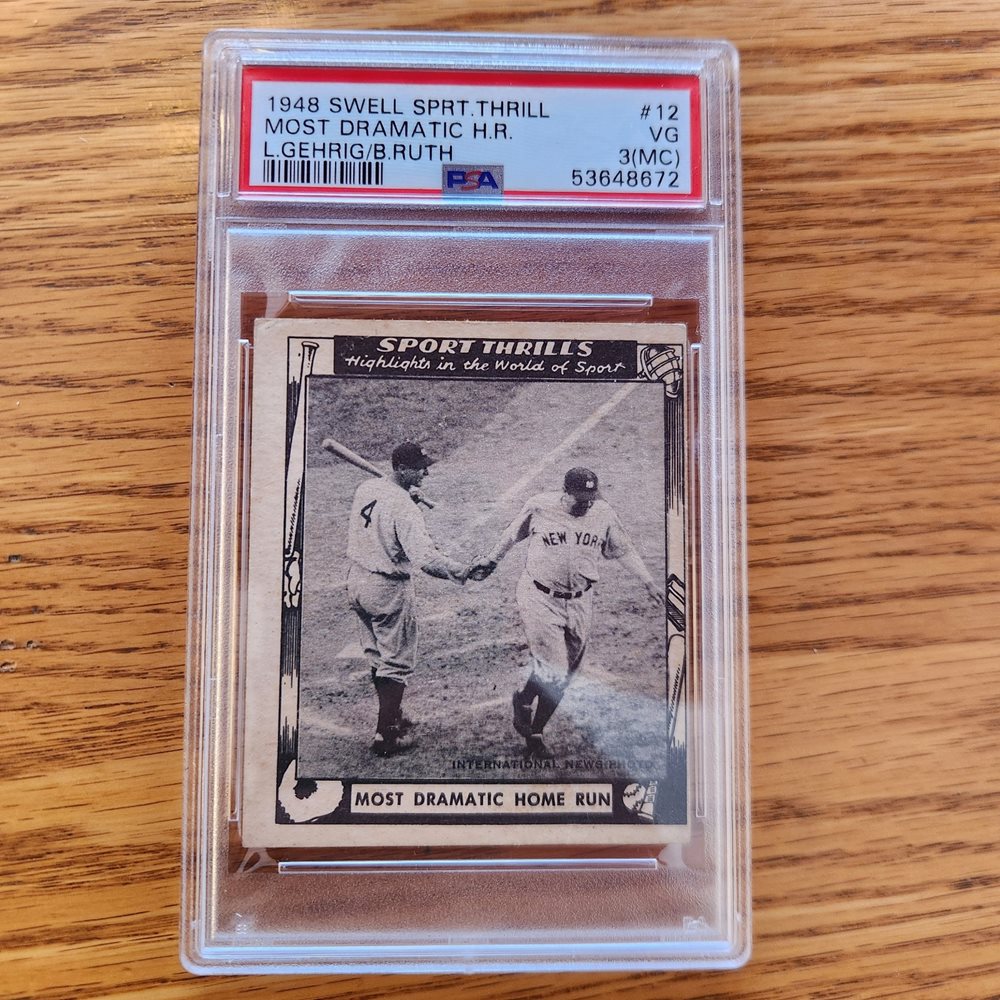 1948 SWELL SPRT.THRILL #12
MOST DRAMATIC H.R. VG
L.GEHRIG/B.RUTH 3(MC)
PSA 53648672
SPORT THRILLS
Highlights in the World of Sport
4
NEW YORK
INTERNATIONAL NEWS PHOTO
MOST DRAMATIC HOME RUN